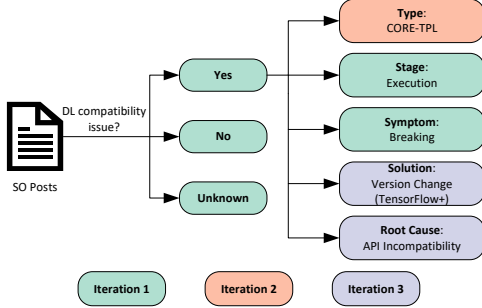 Type:
CORE-TPL
DL compatibility
issue?
Yes
Stage:
Execution
No
Symptom:
Breaking
SO Posts
Unknown
Solution:
Version Change
(TensorFlow+)
Root Cause:
API Incompatibility
Iteration 1
Iteration 2
Iteration 3